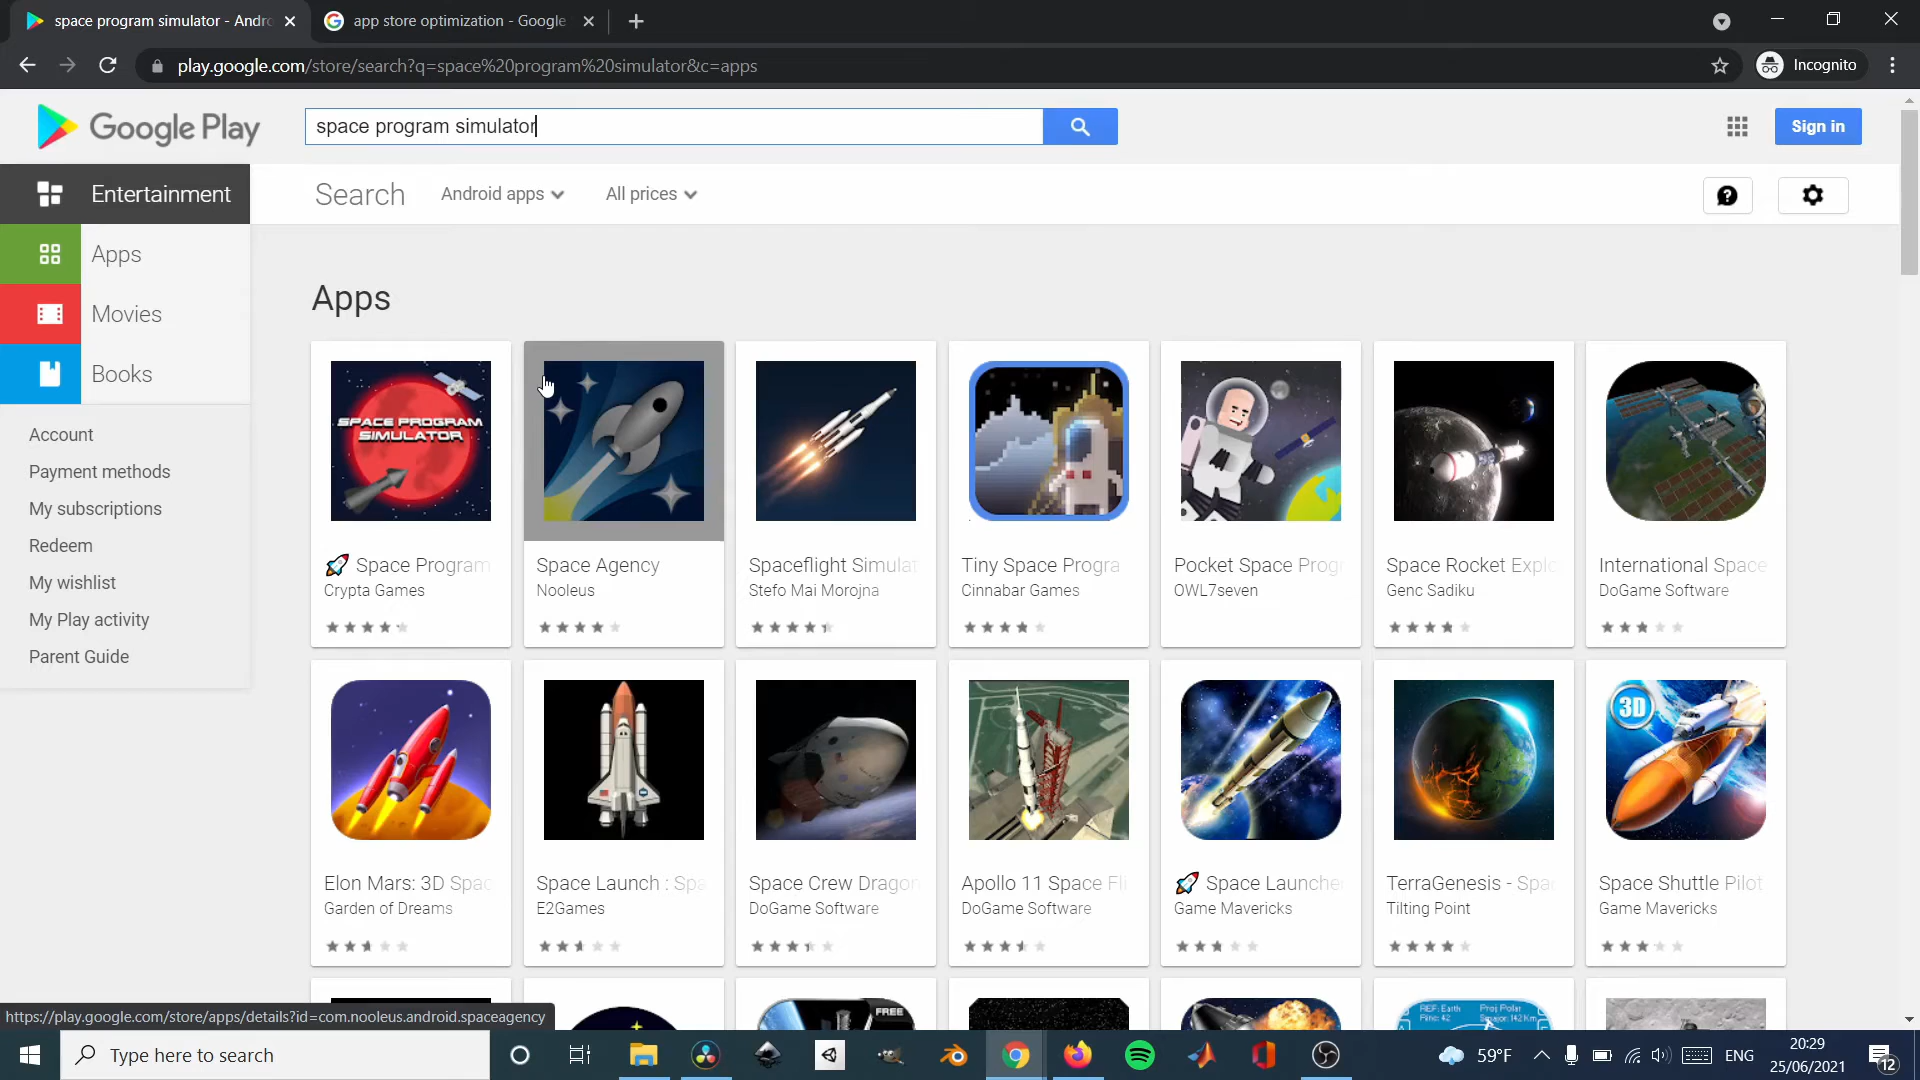 space program simulator - Andro
app store optimization - Google
play.google.com/store/search?q=space%20program%20simulator&c=apps
Incognito
Google Play
space program simulator
Sign in
Entertainment
Search
Android apps
All prices
Apps
Movies
Books
Account
Payment methods
My subscriptions
Redeem
My wishlist
My Play activity
Parent Guide
Apps
SPACE PROGRAM
SIMULATOR
🚀 Space Program
Crypta Games
Space Agency
Nooleus
Spaceflight Simulat
Stefo Mai Morojna
Tiny Space Progra
Cinnabar Games
Pocket Space Prog
OWL7seven
Space Rocket Explo
Genc Sadiku
International Space
DoGame Software
3D
Elon Mars: 3D Spac
Garden of Dreams
Space Launch : Spa
E2Games
Space Crew Dragon
DoGame Software
Apollo 11 Space Fli
DoGame Software
🚀 Space Launche
Game Mavericks
TerraGenesis - Spa
Tilting Point
Space Shuttle Pilot
Game Mavericks
FREE
REF: Earth
Proj Polar
https://play.google.com/store/apps/details?id=com.nooleus.android.spaceagency
Type here to search
59°F
ENG
20:29
25/06/2021
12